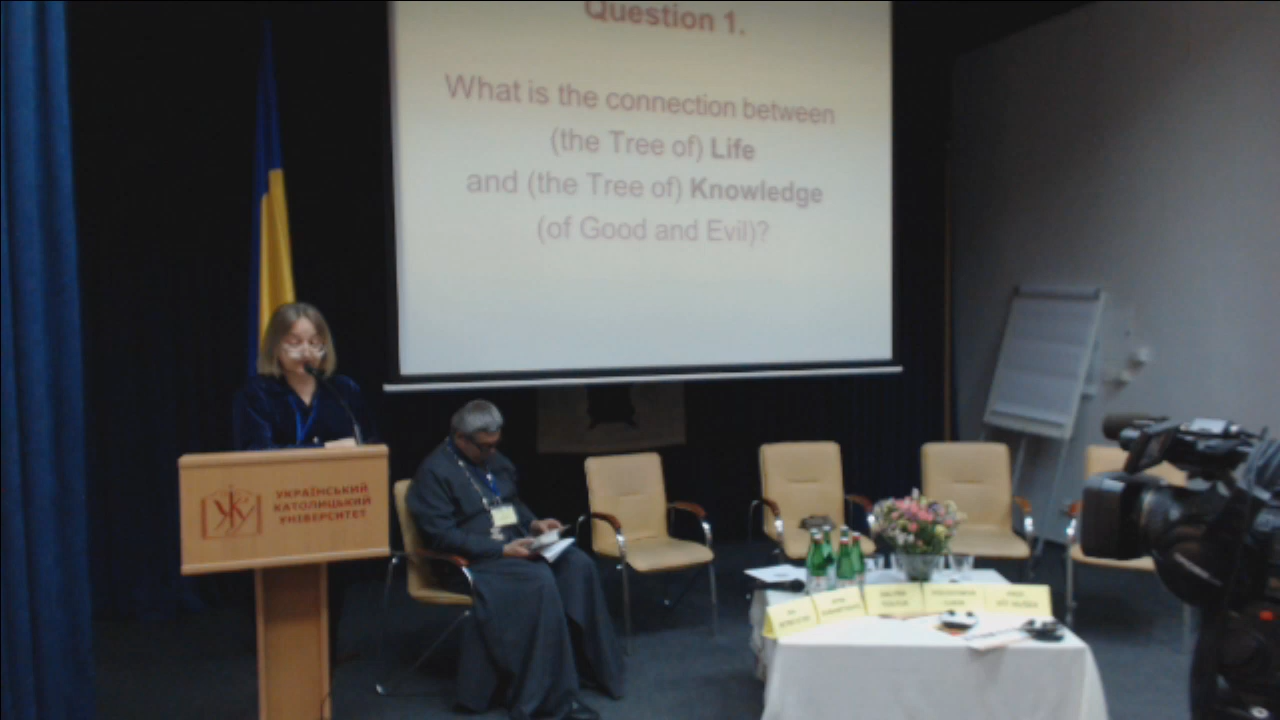 Question 1.
What is the connection between
(the Tree of) Life
and (the Tree of) Knowledge
(of Good and Evil)?
УКРАЇНСЬКИЙ
КАТОЛИЦЬКИЙ
УНІВЕРСИТЕТ